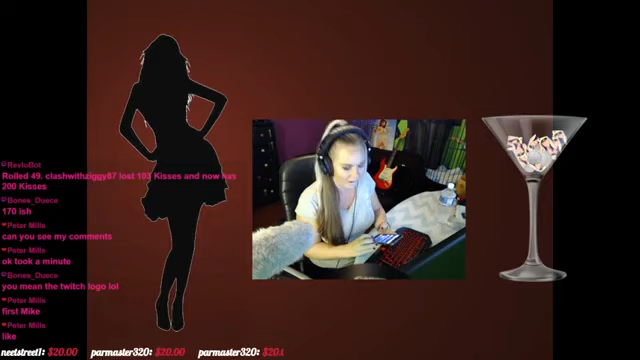 RevloBot
Rolled 49. clashwithziggy87 lost 103 Kisses and now has
200 Kisses
Bones_Duece
170 ish
Peter Mills
can you see my comments
Peter Mills
ok took a minute
Bones_Duece
you mean the twitch logo lol
Peter Mills
first Mike
Peter Mills
like
neetstreet1: $20.00 parmaster320: $20.00 parmaster320: $20.